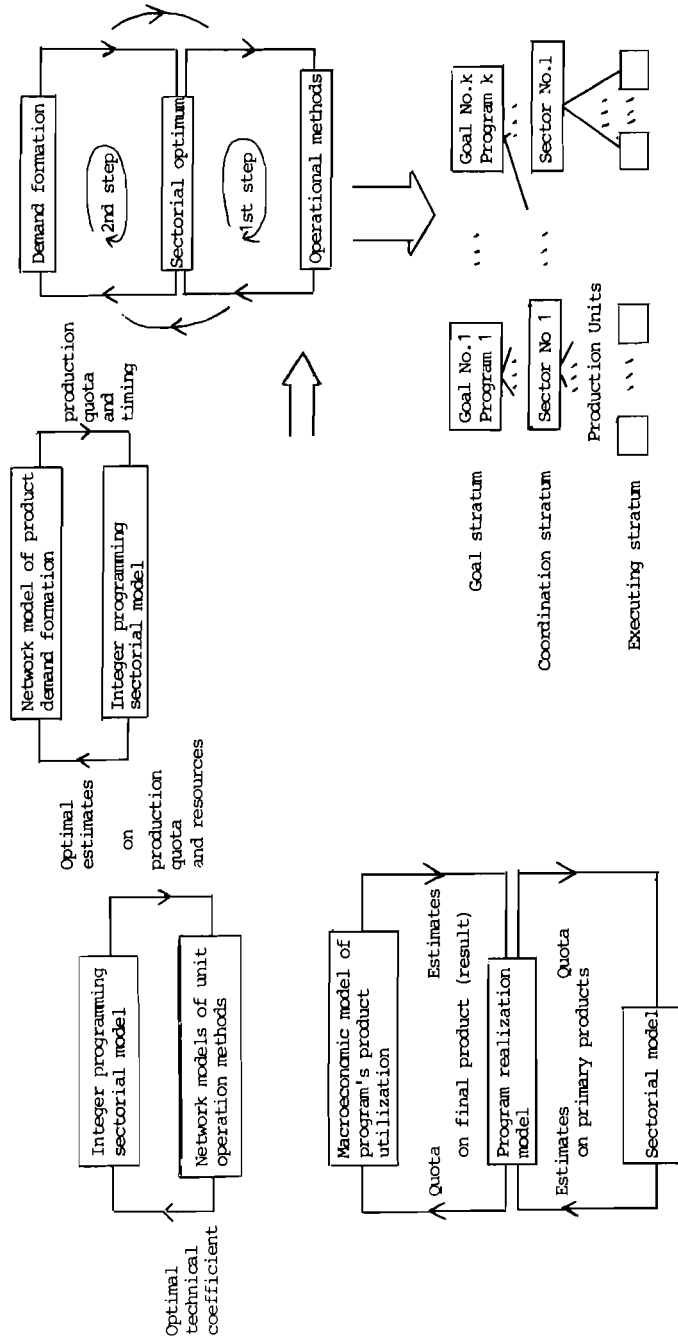 Optimal
technical
coefficient
Integer programming
sectorial model
Network models of unit
operation methods
Optimal
estimates
on
production
quota
and resources
Network model of product
demand formation
Integer programming
sectorial model
production
quota
and
timing
Demand formation
2nd step
Sectorial optimum
1st step
Operational methods
Macroeconomic model of
program's product
utilization
Quota
Estimates
on final product (result)
Program realization
model
Estimates
Quota
on primary products
Sectorial model
Goal stratum
Goal No.1
Program 1
Goal No.k
Program k
Coordination stratum
Sector No 1
Sector No.1
Production Units
Executing stratum